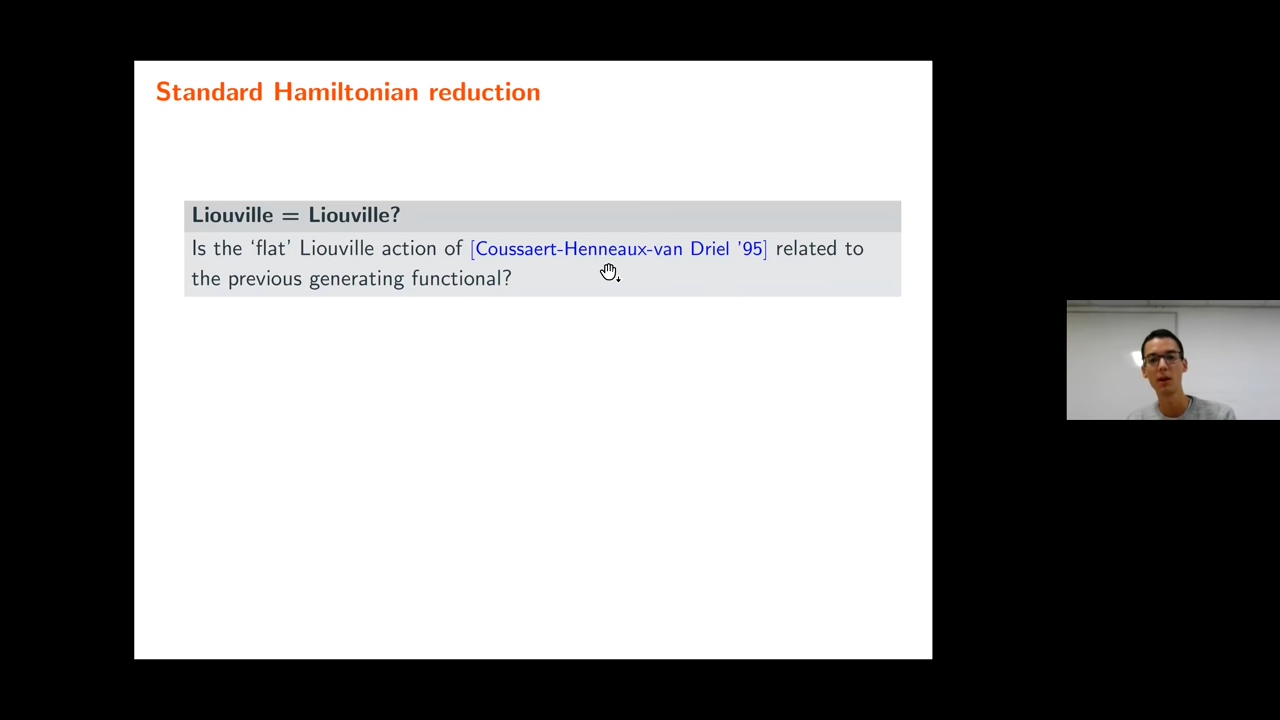 Standard Hamiltonian reduction
Liouville = Liouville?
Is the ‘flat’ Liouville action of [Coussaert-Henneaux-van Driel ’95] related to
the previous generating functional?